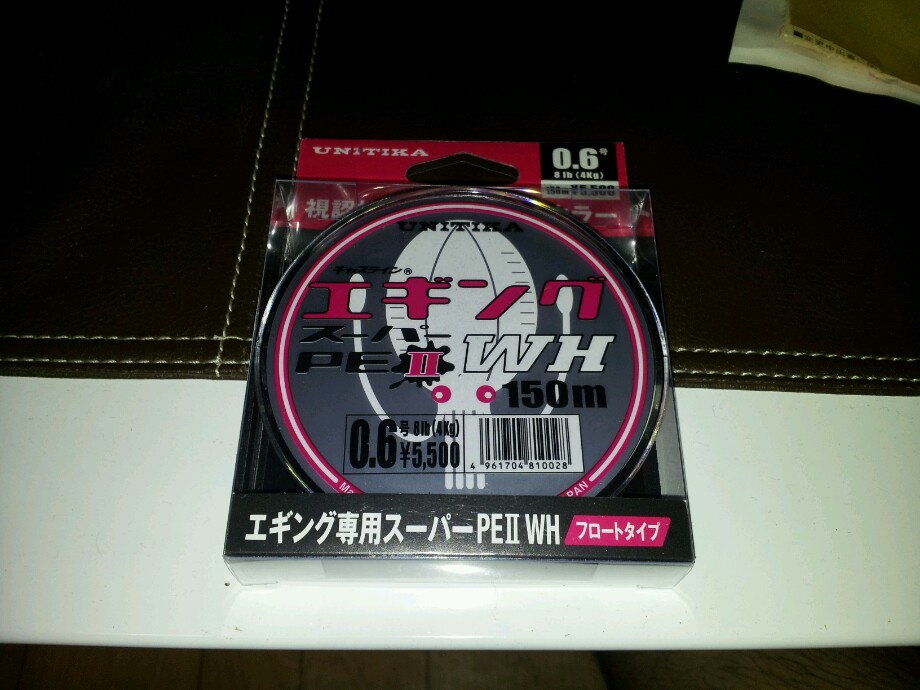 UNITIKA
0.6号
8lb(4Kg)
150m ¥5,500
視認
ラー
UNITIKA
キャスライン®
エギング
スーパー
PEⅡ WH
150m
0.6号 8lb(4Kg)
¥5,500
4 961704 810028
エギング専用スーパーPEⅡ WH フロートタイプ